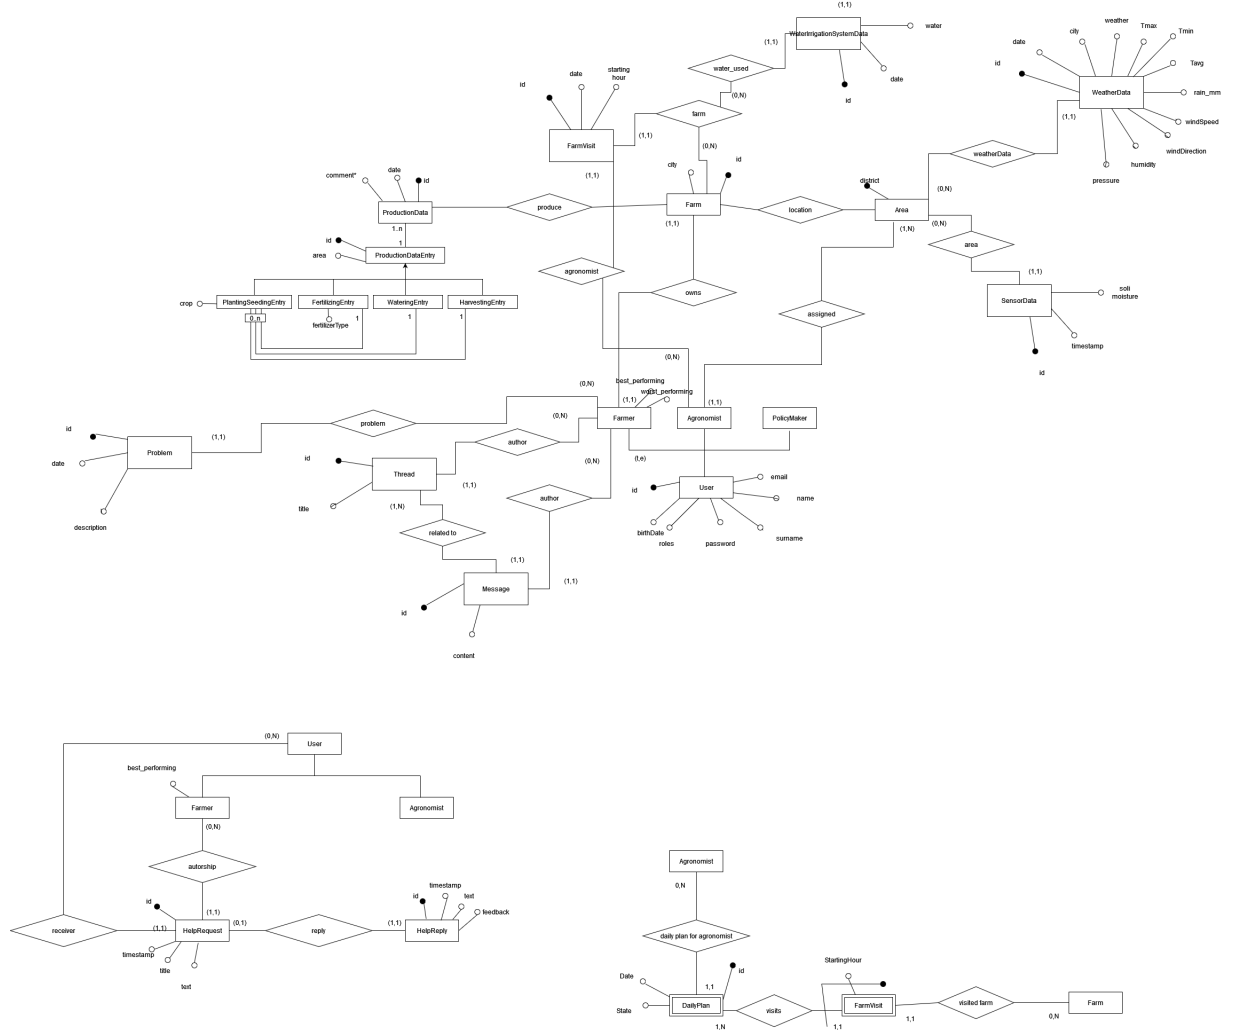 (1,1)
WaterIrrigationSystemData
water
date
id
(1,1)
water_used
(0,N)
farm
(1,1)
(0,N)
id
date
starting
hour
FarmVisit
(1,1)
weather
city
Tmax
Tmin
date
id
Tavg
WeatherData
rain_mm
(1,1)
windSpeed
windDirection
humidity
pressure
weatherData
(0,N)
comment*
date
id
ProductionData
1..n
1
id
area
ProductionDataEntry
produce
city
id
Farm
(1,1)
location
district
Area
(1,N)
(0,N)
area
(1,1)
SensorData
soli
moisture
timestamp
id
PlantingSeedingEntry
FertilizingEntry
WateringEntry
HarvestingEntry
crop
0..n
fertilizerType
1
1
1
agronomist
owns
assigned
(0,N)
(0,N)
best_performing
worst_performing
(1,1)
(1,1)
(0,N)
Farmer
Agronomist
PolicyMaker
id
(1,1)
problem
Problem
date
description
author
(0,N)
(t,e)
id
Thread
(1,1)
title
(1,N)
author
related to
(1,1)
Message
(1,1)
id
content
email
id
User
name
birthDate
roles
password
surname
(0,N)
User
best_performing
Farmer
Agronomist
(0,N)
autorship
id
(1,1)
timestamp
id
text
feedback
receiver
(1,1)
HelpRequest
(0,1)
reply
(1,1)
HelpReply
timestamp
title
text
Agronomist
0,N
daily plan for agronomist
id
Date
State
1,1
DailyPlan
1,N
visits
StartingHour
FarmVisit
1,1
1,1
visited farm
0,N
Farm